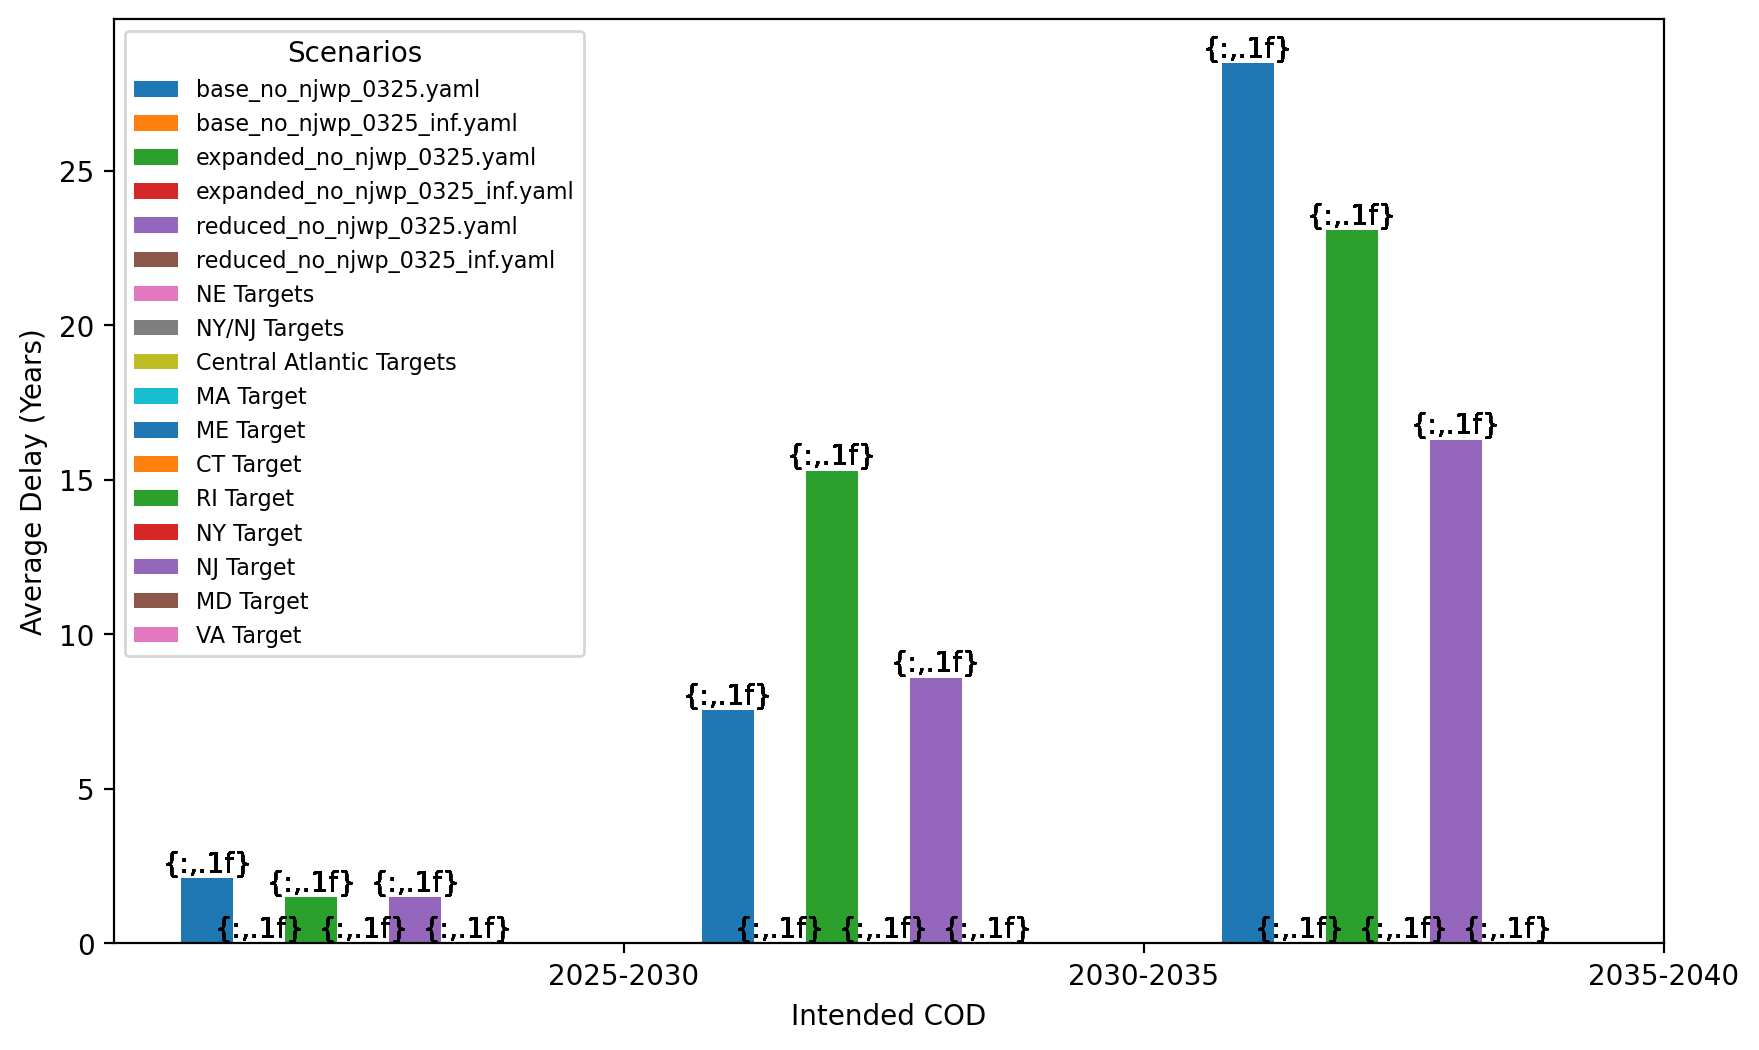 Scenarios
base_no_njwp_0325.yaml
base_no_njwp_0325_inf.yaml
expanded_no_njwp_0325.yaml
expanded_no_njwp_0325_inf.yaml
reduced_no_njwp_0325.yaml
reduced_no_njwp_0325_inf.yaml
NE Targets
NY/NJ Targets
Central Atlantic Targets
MA Target
ME Target
CT Target
RI Target
NY Target
NJ Target
MD Target
VA Target
Average Delay (Years)
25
20
15
10
5
0
{:,.1f}
{:,.1f}
{:,.1f}
{:,.1f}
{:,.1f}
{:,.1f}
{:,.1f}
{:,.1f} {:,.1f}
{:,.1f} {:,.1f} {:,.1f} {:,.1f} {:,.1f} {:,.1f} {:,.1f} {:,.1f} {:,.1f}
2025-2030 2030-2035 2035-2040
Intended COD